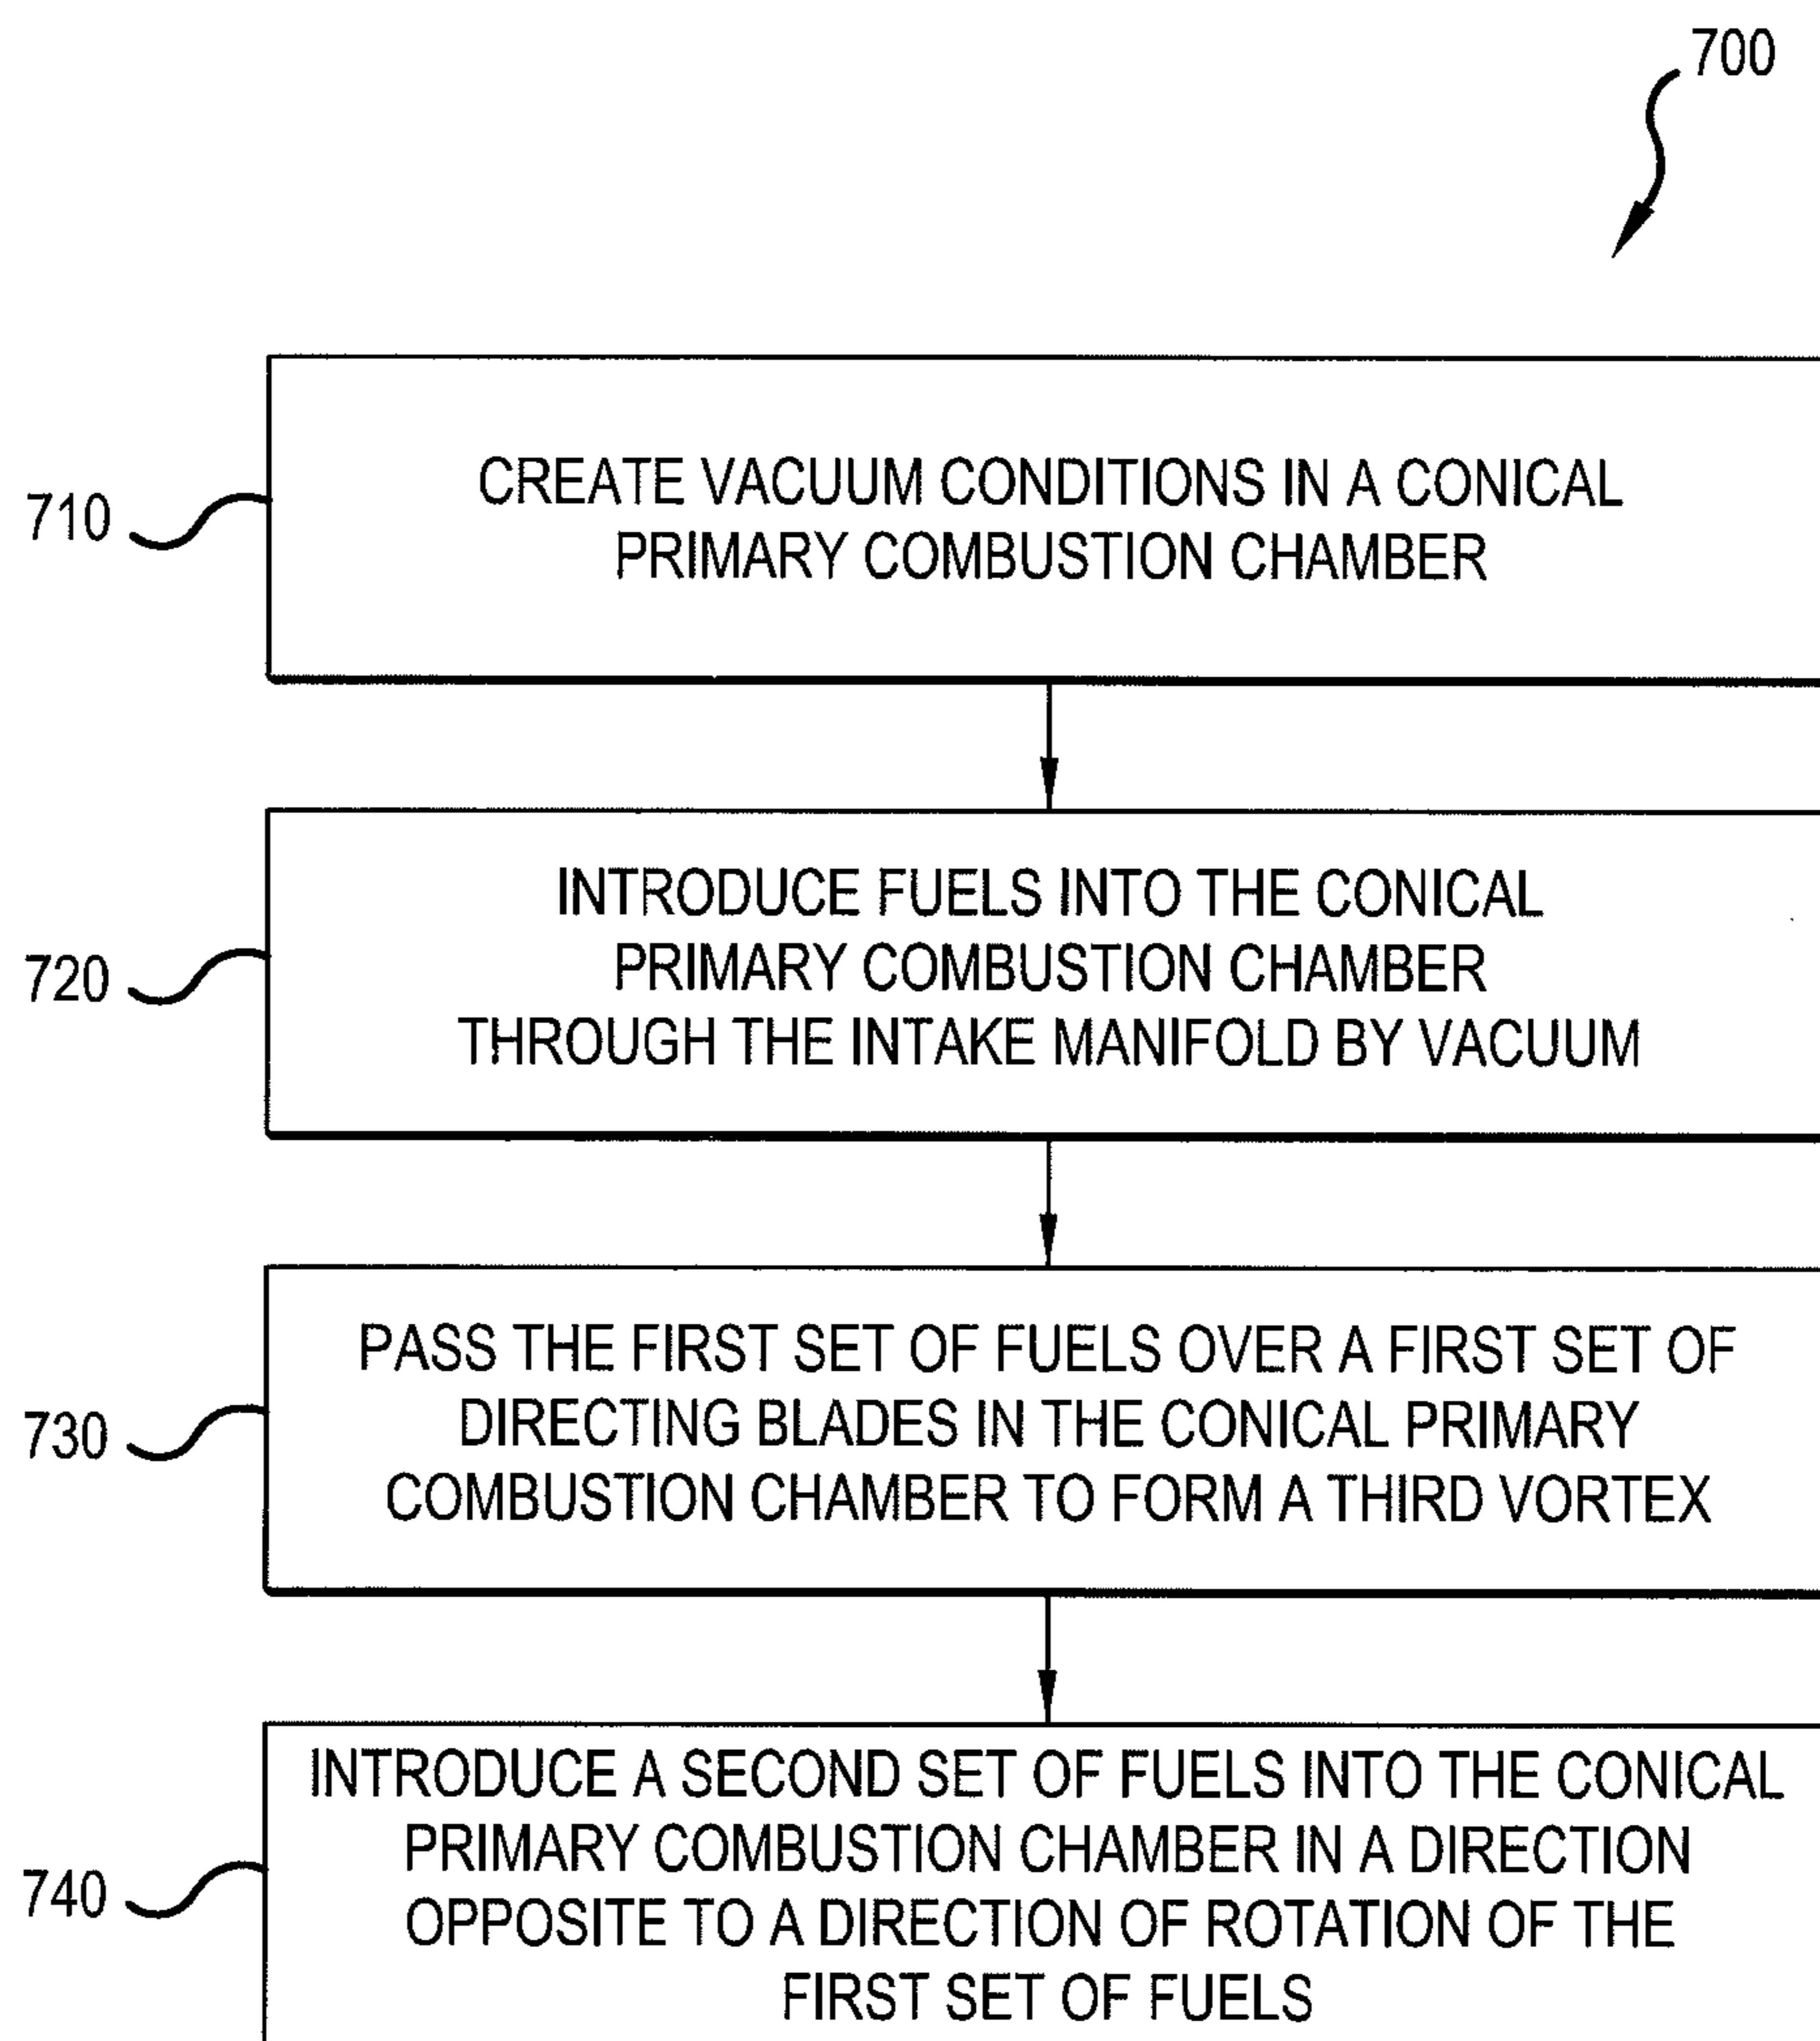 700
710
CREATE VACUUM CONDITIONS IN A CONICAL
PRIMARY COMBUSTION CHAMBER
720
INTRODUCE FUELS INTO THE CONICAL
PRIMARY COMBUSTION CHAMBER
THROUGH THE INTAKE MANIFOLD BY VACUUM
730
PASS THE FIRST SET OF FUELS OVER A FIRST SET OF
DIRECTING BLADES IN THE CONICAL PRIMARY
COMBUSTION CHAMBER TO FORM A THIRD VORTEX
740
INTRODUCE A SECOND SET OF FUELS INTO THE CONICAL
PRIMARY COMBUSTION CHAMBER IN A DIRECTION
OPPOSITE TO A DIRECTION OF ROTATION OF THE
FIRST SET OF FUELS